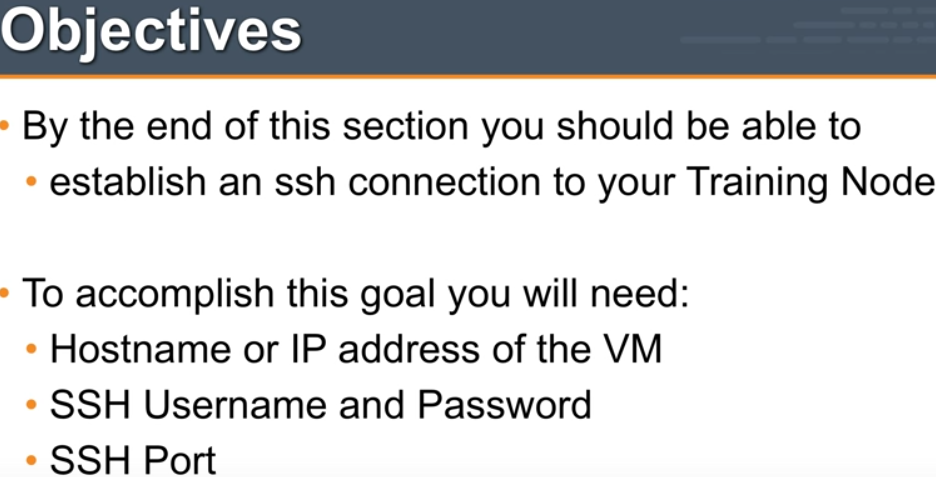 Objectives
• By the end of this section you should be able to
• establish an ssh connection to your Training Node
• To accomplish this goal you will need:
• Hostname or IP address of the VM
• SSH Username and Password
• SSH Port